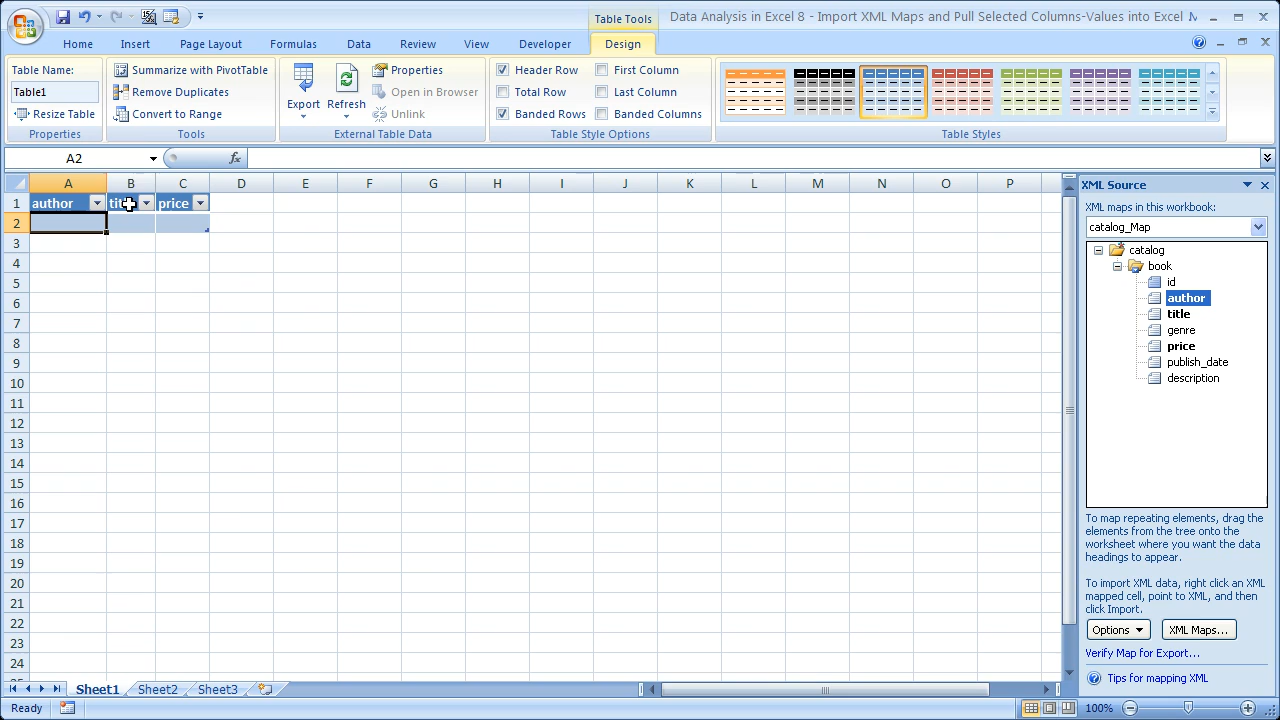 Table Tools
Data Analysis in Excel 8 - Import XML Maps and Pull Selected Columns-Values into Excel
Home Insert Page Layout Formulas Data Review View Developer Design
Table Name:
Table1
Resize Table
Properties
Summarize with PivotTable
Remove Duplicates
Convert to Range
Tools
Export
Refresh
Properties
Open in Browser
Unlink
External Table Data
Header Row
Total Row
Banded Rows
First Column
Last Column
Banded Columns
Table Style Options
Table Styles
A2
fx
A B C D E F G H I J K L M N O P
1 author price
2
3
4
5
6
7
8
9
10
11
12
13
14
15
16
17
18
19
20
21
22
23
24
XML Source
XML maps in this workbook:
catalog_Map
catalog
book
id
author
title
genre
price
publish_date
description
To map repeating elements, drag the
elements from the tree onto the
worksheet where you want the data
headings to appear.
To import XML data, right click an XML
mapped cell, point to XML, and then
click Import.
Options
XML Maps...
Verify Map for Export...
Tips for mapping XML
Sheet1 Sheet2 Sheet3
Ready
100%